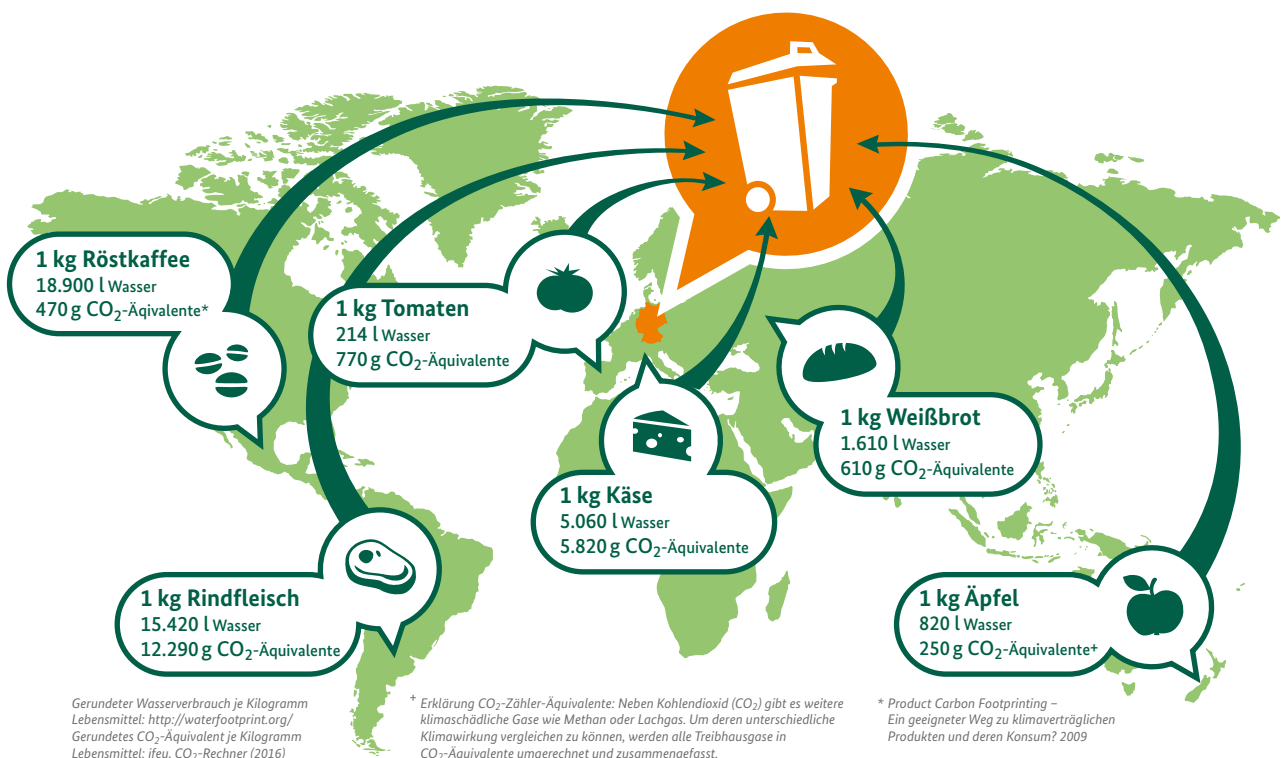 1 kg Röstkaffee
18.900 l Wasser
470 g CO₂-Äqivalente*
1 kg Tomaten
214 l Wasser
770 g CO₂-Äquivalente
1 kg Weißbrot
1.610 l Wasser
610 g CO₂-Äquivalente
1 kg Käse
5.060 l Wasser
5.820 g CO₂-Äquivalente
1 kg Rindfleisch
15.420 l Wasser
12.290 g CO₂-Äquivalente
1 kg Äpfel
820 l Wasser
250 g CO₂-Äquivalente⁺
Gerundeter Wasserverbrauch je Kilogramm
Lebensmittel: http://waterfootprint.org/
Gerundetes CO₂-Äquivalent je Kilogramm
Lebensmittel: ifeu, CO₂-Rechner (2016)
⁺ Erklärung CO₂-Zähler-Äquivalente: Neben Kohlendioxid (CO₂) gibt es weitere
klimaschädliche Gase wie Methan oder Lachgas. Um deren unterschiedliche
Klimawirkung vergleichen zu können, werden alle Treibhausgase in
CO₂-Äquivalente umgerechnet und zusammengefasst.
* Product Carbon Footprinting –
Ein geeigneter Weg zu klimaverträglichen
Produkten und deren Konsum? 2009